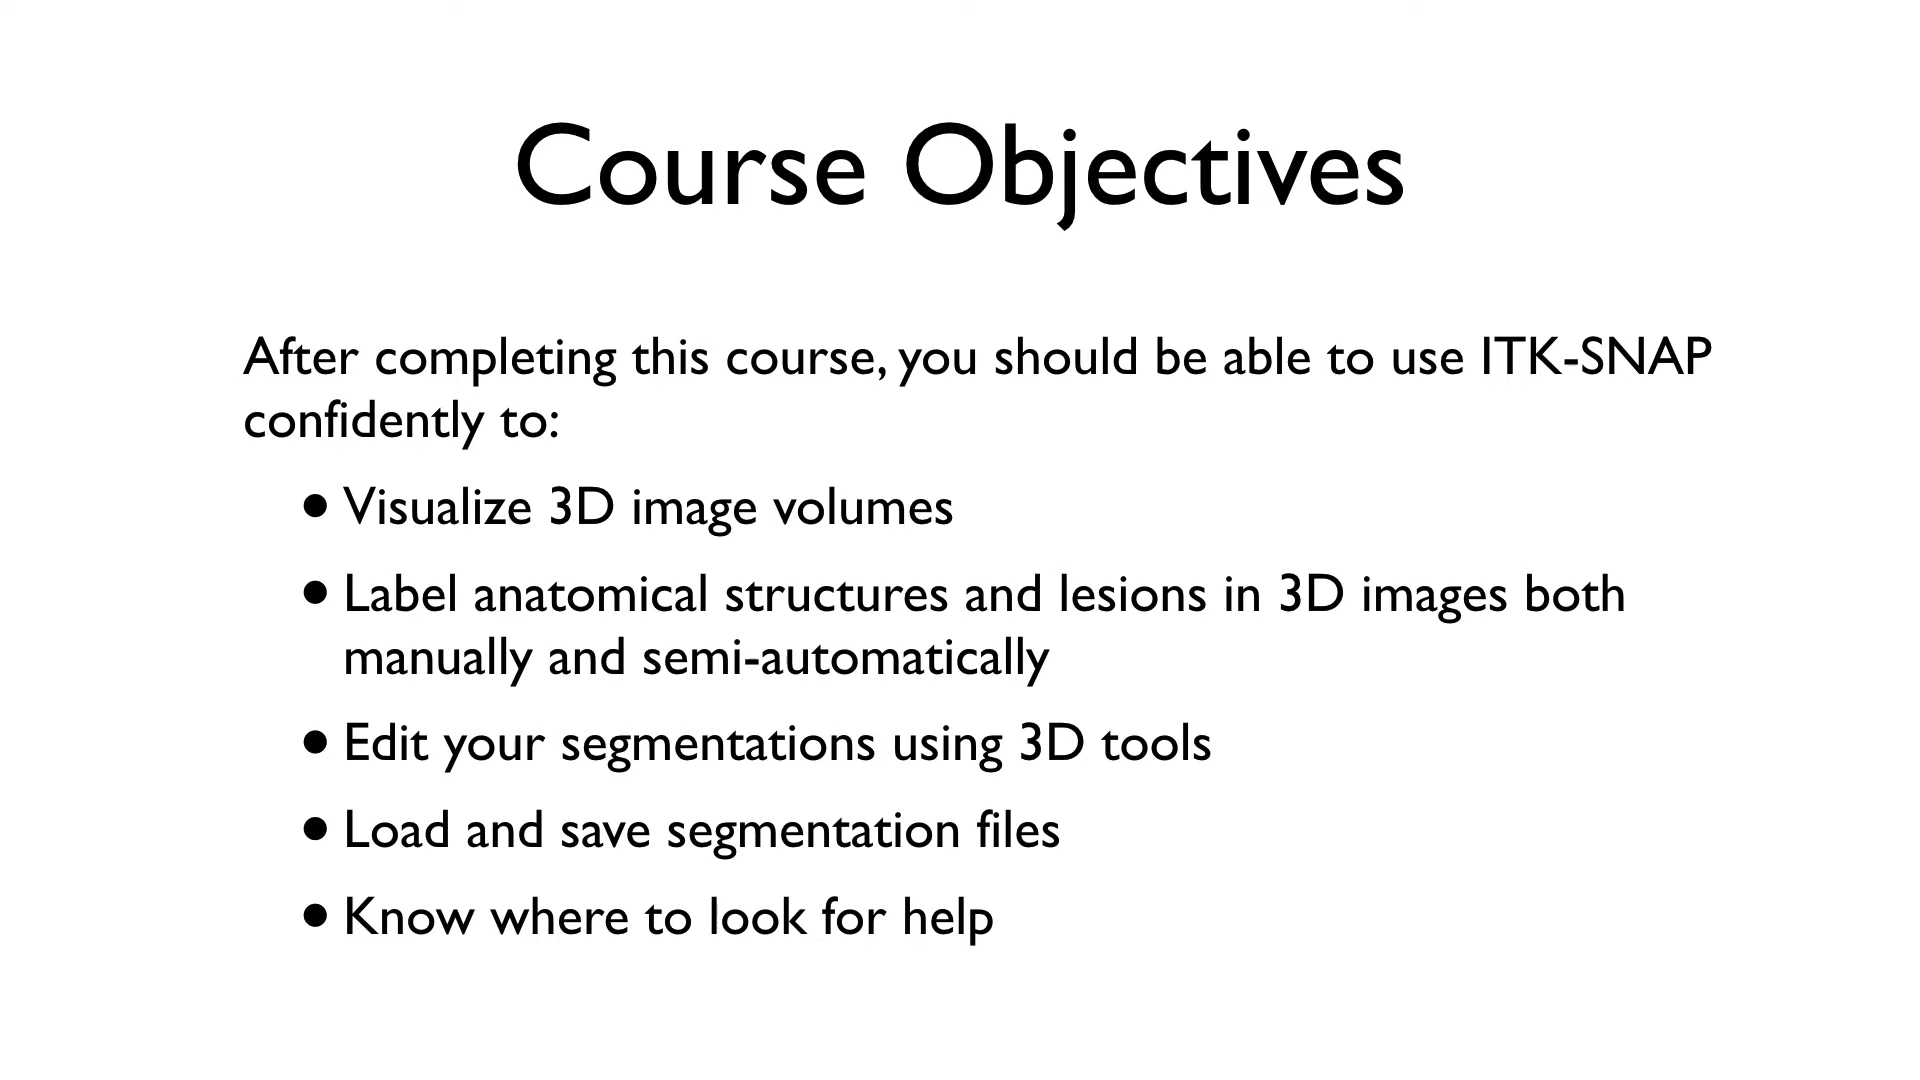 Course Objectives
After completing this course, you should be able to use ITK-SNAP
confidently to:
• Visualize 3D image volumes
• Label anatomical structures and lesions in 3D images both
manually and semi-automatically
• Edit your segmentations using 3D tools
• Load and save segmentation files
• Know where to look for help